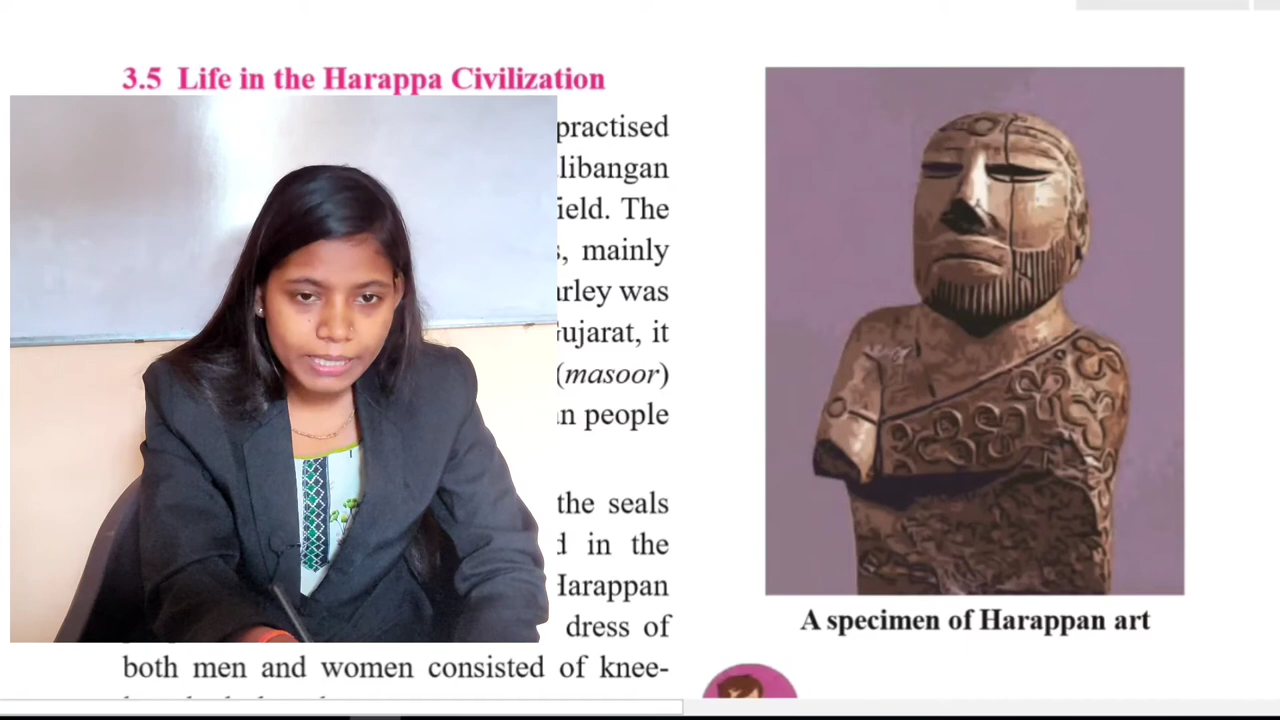 3.5 Life in the Harappa Civilization
practised
libangan
ield. The
, mainly
rley was
ujarat, it
(masoor)
n people
the seals
in the
Harappan
dress of
both men and women consisted of knee-
A specimen of Harappan art